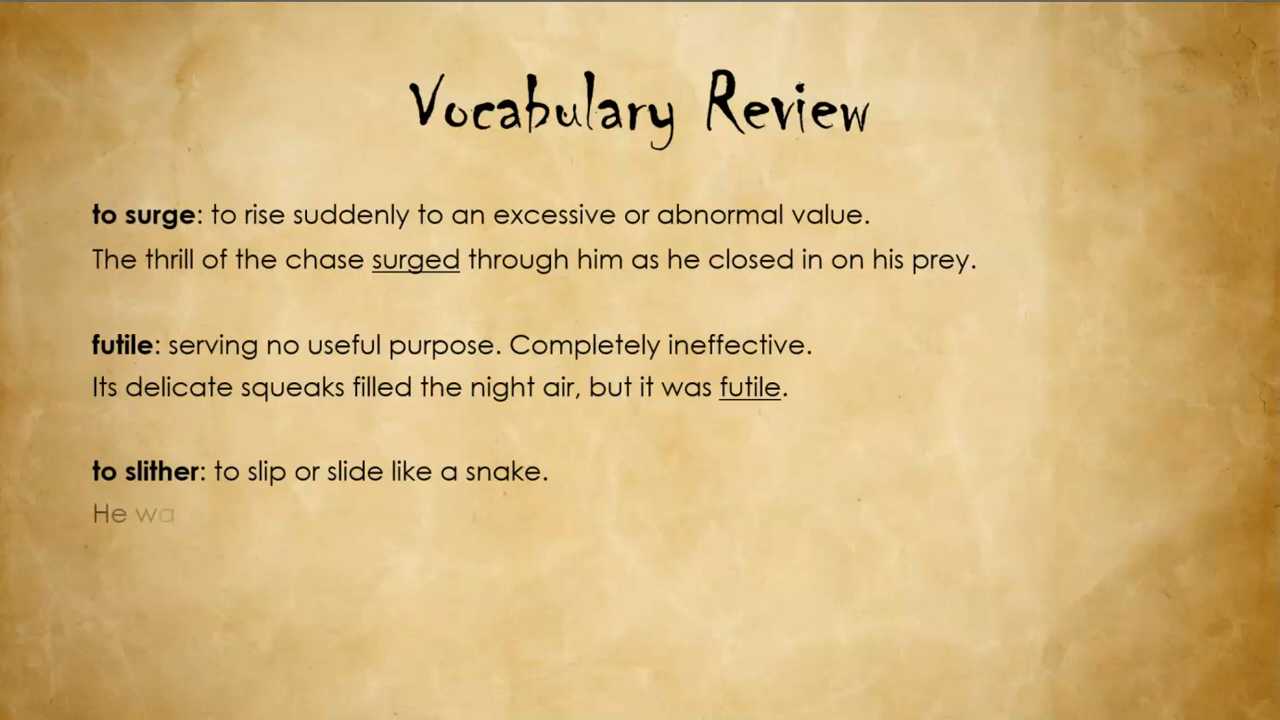 Vocabulary Review
to surge: to rise suddenly to an excessive or abnormal value.
The thrill of the chase surged through him as he closed in on his prey.
futile: serving no useful purpose. Completely ineffective.
Its delicate squeaks filled the night air, but it was futile.
to slither: to slip or slide like a snake.
He wa